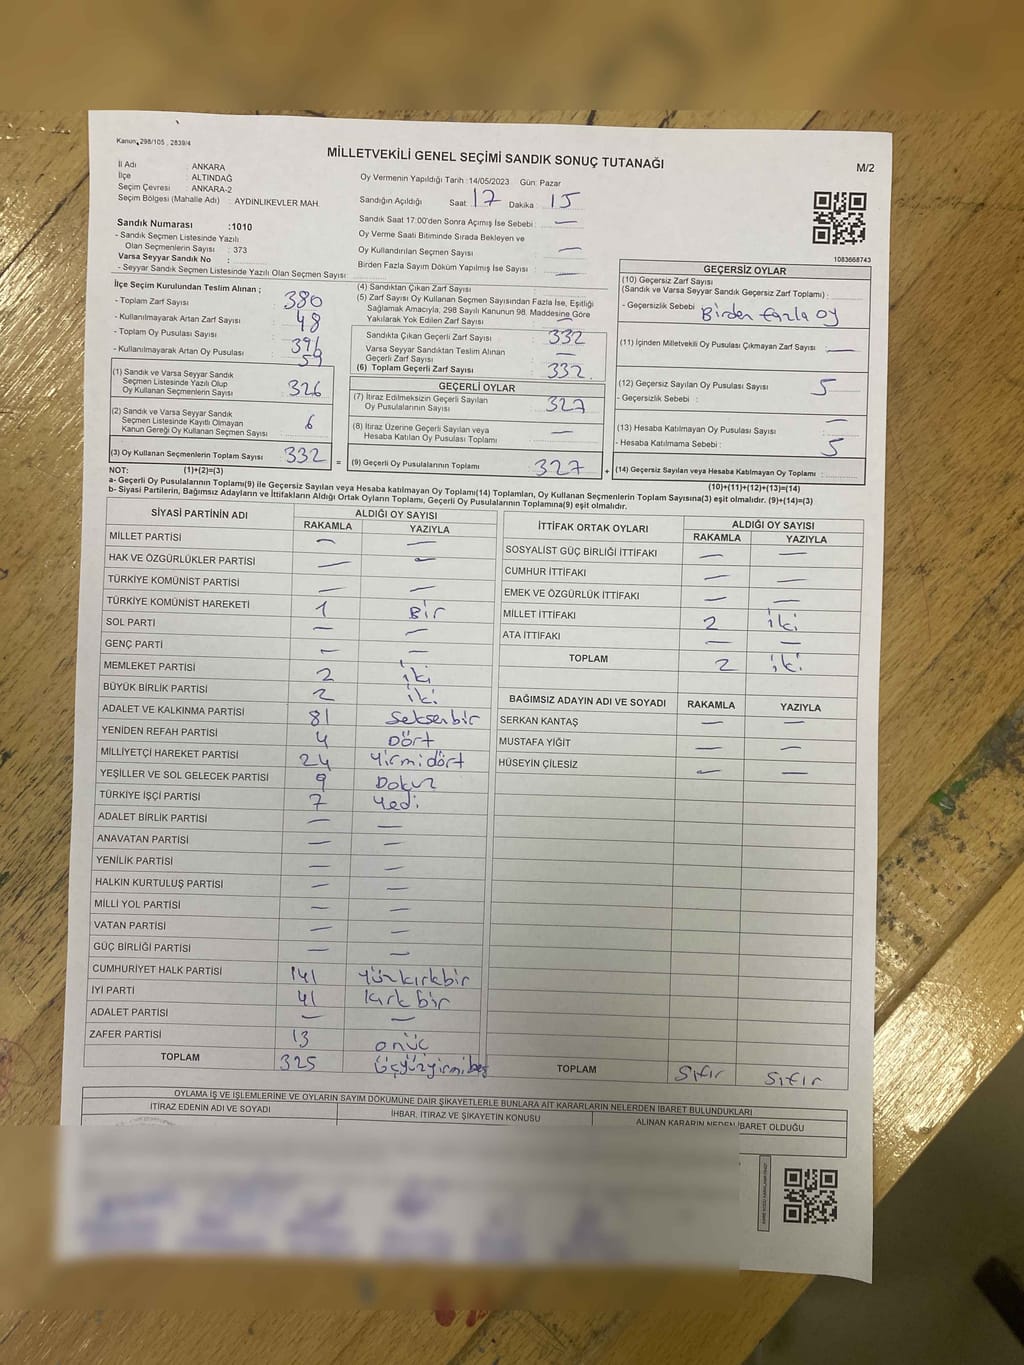 Kanun, 298/105 , 2839/4
MİLLETVEKİLİ GENEL SEÇİMİ SANDIK SONUÇ TUTANAĞI
M/2
İl Adı : ANKARA
İlçe : ALTINDAĞ
Seçim Çevresi : ANKARA-2
Seçim Bölgesi (Mahalle Adı) : AYDINLIKEVLER MAH.
Oy Vermenin Yapıldığı Tarih : 14/05/2023 Gün: Pazar
Sandığın Açıldığı Saat 17 Dakika 15
Sandık Saat 17:00'den Sonra Açımış İse Sebebi : —
Oy Verme Saati Bitiminde Sırada Bekleyen ve
Oy Kullandırılan Seçmen Sayısı —
Birden Fazla Sayım Döküm Yapılmış İse Sayısı : —
Sandık Numarası : 1010
- Sandık Seçmen Listesinde Yazılı
Olan Seçmenlerin Sayısı : 373
Varsa Seyyar Sandık No :
- Seyyar Sandık Seçmen Listesinde Yazılı Olan Seçmen Sayısı:
1083668743
İlçe Seçim Kurulundan Teslim Alınan ;
- Toplam Zarf Sayısı 380
- Kullanılmayarak Artan Zarf Sayısı 48
- Toplam Oy Pusulası Sayısı
- Kullanılmayarak Artan Oy Pusulası 59
(1) Sandık ve Varsa Seyyar Sandık
Seçmen Listesinde Yazılı Olup
Oy Kullanan Seçmenlerin Sayısı 326
(2) Sandık ve Varsa Seyyar Sandık
Seçmen Listesinde Kayıtlı Olmayan
Kanun Gereği Oy Kullanan Seçmen Sayısı 6
(3) Oy Kullanan Seçmenlerin Toplam Sayısı 332
(4) Sandıktan Çıkan Zarf Sayısı
(5) Zarf Sayısı Oy Kullanan Seçmen Sayısından Fazla İse, Eşitliği
Sağlamak Amacıyla, 298 Sayılı Kanunun 98. Maddesine Göre
Yakılarak Yok Edilen Zarf Sayısı —
Sandıkta Çıkan Geçerli Zarf Sayısı 332
Varsa Seyyar Sandıktan Teslim Alınan
Geçerli Zarf Sayısı —
(6) Toplam Geçerli Zarf Sayısı 332
GEÇERLİ OYLAR
(7) İtiraz Edilmeksizin Geçerli Sayılan
Oy Pusulalarının Sayısı 327
(8) İtiraz Üzerine Geçerli Sayılan veya
Hesaba Katılan Oy Pusulası Toplamı —
= (9) Geçerli Oy Pusulalarının Toplamı 327 +
GEÇERSİZ OYLAR
(10) Geçersiz Zarf Sayısı
(Sandık ve Varsa Seyyar Sandık Geçersiz Zarf Toplamı) :
- Geçersizlik Sebebi : Birden fazla oy
(11) İçinden Milletvekili Oy Pusulası Çıkmayan Zarf Sayısı : —
(12) Geçersiz Sayılan Oy Pusulası Sayısı 5
- Geçersizlik Sebebi :
(13) Hesaba Katılmayan Oy Pusulası Sayısı —
- Hesaba Katılmama Sebebi : 5
(14) Geçersiz Sayılan veya Hesaba Katılmayan Oy Toplamı :
NOT: (1)+(2)=(3)
(10)+(11)+(12)+(13)=(14)
a- Geçerli Oy Pusulalarının Toplamı(9) ile Geçersiz Sayılan veya Hesaba katılmayan Oy Toplamı(14) Toplamları, Oy Kullanan Seçmenlerin Toplam Sayısına(3) eşit olmalıdır. (9)+(14)=(3)
b- Siyasi Partilerin, Bağımsız Adayların ve İttifakların Aldığı Ortak Oyların Toplamı, Geçerli Oy Pusulalarının Toplamına(9) eşit olmalıdır.
SİYASİ PARTİNİN ADI ALDIĞI OY SAYISI
RAKAMLA YAZIYLA
MİLLET PARTİSİ — —
HAK VE ÖZGÜRLÜKLER PARTİSİ — —
TÜRKİYE KOMÜNİST PARTİSİ — —
TÜRKİYE KOMÜNİST HAREKETİ 1 Bir
SOL PARTİ — —
GENÇ PARTİ — —
MEMLEKET PARTİSİ 2 iki
BÜYÜK BİRLİK PARTİSİ 2 iki
ADALET VE KALKINMA PARTİSİ 81 Seksenbir
YENİDEN REFAH PARTİSİ 4 Dört
MİLLİYETÇİ HAREKET PARTİSİ 24 Yirmidört
YEŞİLLER VE SOL GELECEK PARTİSİ 9 Dokuz
TÜRKİYE İŞÇİ PARTİSİ 7 Yedi
ADALET BİRLİK PARTİSİ — —
ANAVATAN PARTİSİ — —
YENİLİK PARTİSİ — —
HALKIN KURTULUŞ PARTİSİ — —
MİLLİ YOL PARTİSİ — —
VATAN PARTİSİ — —
GÜÇ BİRLİĞİ PARTİSİ — —
CUMHURİYET HALK PARTİSİ 141 Yüzkırkbir
İYİ PARTİ 41 kırkbir
ADALET PARTİSİ — —
ZAFER PARTİSİ 13 onüç
TOPLAM 325 üçyüzyirmibeş
İTTİFAK ORTAK OYLARI ALDIĞI OY SAYISI
RAKAMLA YAZIYLA
SOSYALİST GÜÇ BİRLİĞİ İTTİFAKI — —
CUMHUR İTTİFAKI — —
EMEK VE ÖZGÜRLÜK İTTİFAKI — —
MİLLET İTTİFAKI 2 iki
ATA İTTİFAKI — —
TOPLAM 2 iki
BAĞIMSIZ ADAYIN ADI VE SOYADI RAKAMLA YAZIYLA
SERKAN KANTAŞ — —
MUSTAFA YİĞİT — —
HÜSEYİN ÇİLESİZ — —
TOPLAM Sıfır Sıfır
OYLAMA İŞ VE İŞLEMLERİNE VE OYLARIN SAYIM DÖKÜMÜNE DAİR ŞİKAYETLERLE BUNLARA AİT KARARLARIN NELERDEN İBARET BULUNDUKLARI
İTİRAZ EDENİN ADI VE SOYADI İHBAR, İTİRAZ VE ŞİKAYETİN KONUSU ALINAN KARARIN NEDEN İBARET OLDUĞU